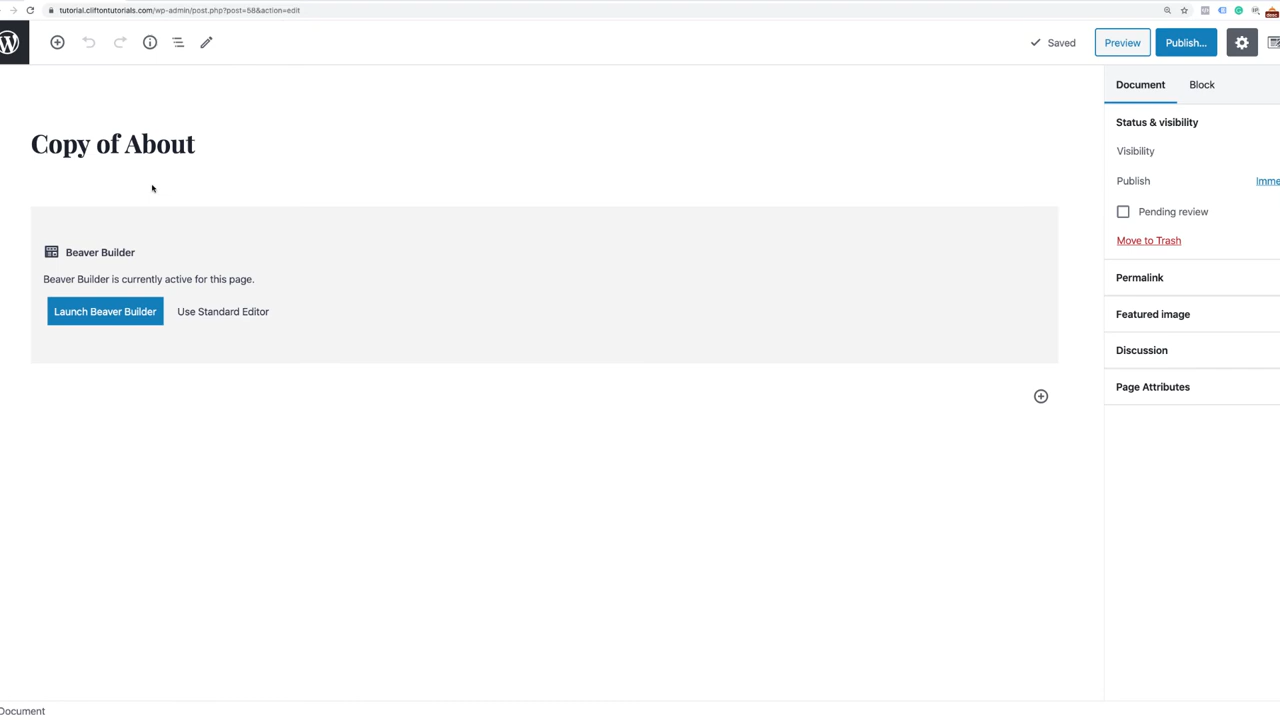 tutorial.cliftontutorials.com/wp-admin/post.php?post=58&action=edit
Saved
Preview
Publish...
Document
Block
Copy of About
Status & visibility
Visibility
Publish
Imme
Pending review
Move to Trash
Beaver Builder
Beaver Builder is currently active for this page.
Launch Beaver Builder
Use Standard Editor
Permalink
Featured image
Discussion
Page Attributes
Document